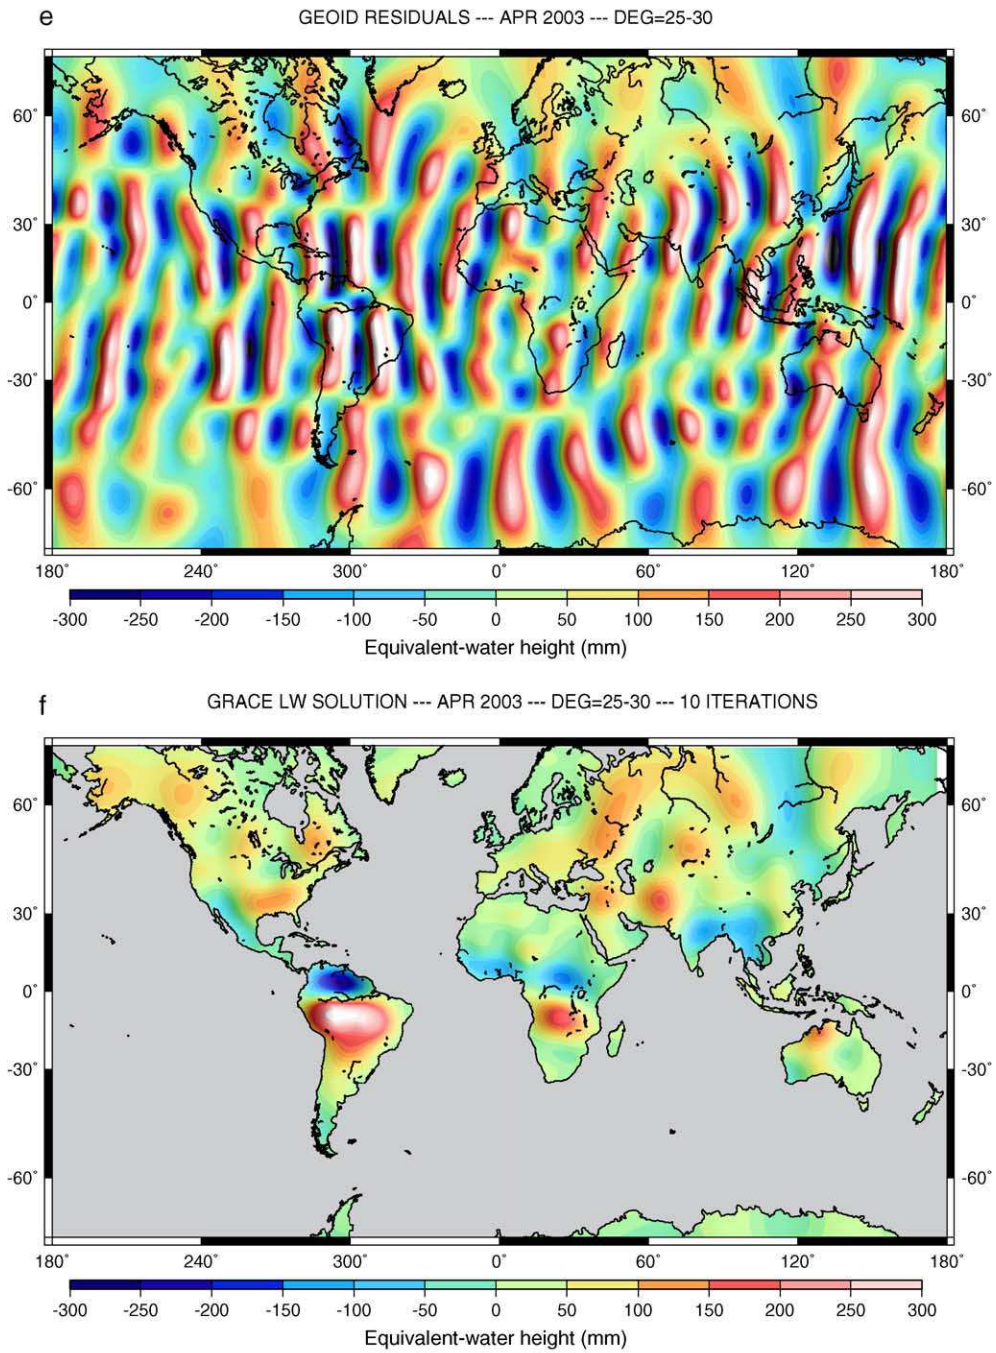 e
GEOID RESIDUALS --- APR 2003 --- DEG=25-30
60° 60°
30° 30°
0° 0°
-30° -30°
-60° -60°
180° 240° 300° 0° 60° 120° 180°
-300 -250 -200 -150 -100 -50 0 50 100 150 200 250 300
Equivalent-water height (mm)
f
GRACE LW SOLUTION --- APR 2003 --- DEG=25-30 --- 10 ITERATIONS
60° 60°
30° 30°
0° 0°
-30° -30°
-60° -60°
180° 240° 300° 0° 60° 120° 180°
-300 -250 -200 -150 -100 -50 0 50 100 150 200 250 300
Equivalent-water height (mm)